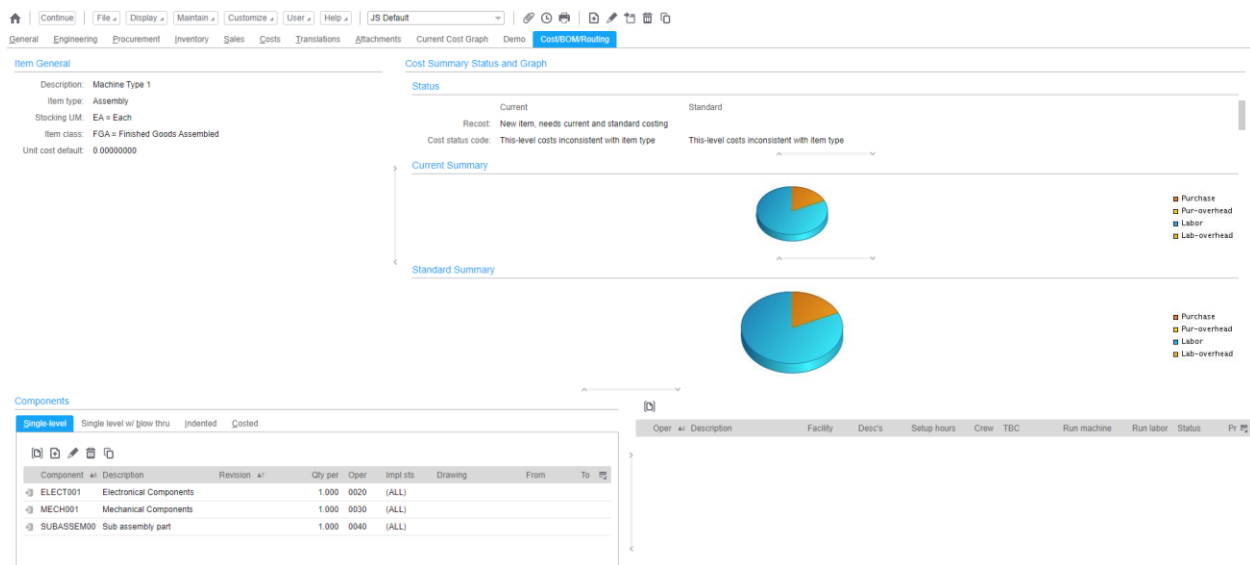 Continue File Display Maintain Customize User Help JS Default
General Engineering Procurement Inventory Sales Costs Translations Attachments Current Cost Graph Demo Cost/BOM/Routing
Item General
Description: Machine Type 1
Item type: Assembly
Stocking UM: EA = Each
Item class: FGA = Finished Goods Assembled
Unit cost default: 0.00000000
Cost Summary Status and Graph
Status
Current Standard
Recost: New item, needs current and standard costing
Cost status code: This-level costs inconsistent with item type This-level costs inconsistent with item type
Current Summary
Purchase
Pur-overhead
Labor
Lab-overhead
Standard Summary
Purchase
Pur-overhead
Labor
Lab-overhead
Components
Single-level Single level w/ blow thru Indented Costed
Component Description Revision Qty per Oper Impl sts Drawing From To
ELECT001 Electronical Components 1.000 0020 (ALL)
MECH001 Mechanical Components 1.000 0030 (ALL)
SUBASSEM00 Sub assembly part 1.000 0040 (ALL)
Oper Description Facility Desc's Setup hours Crew TBC Run machine Run labor Status Pr